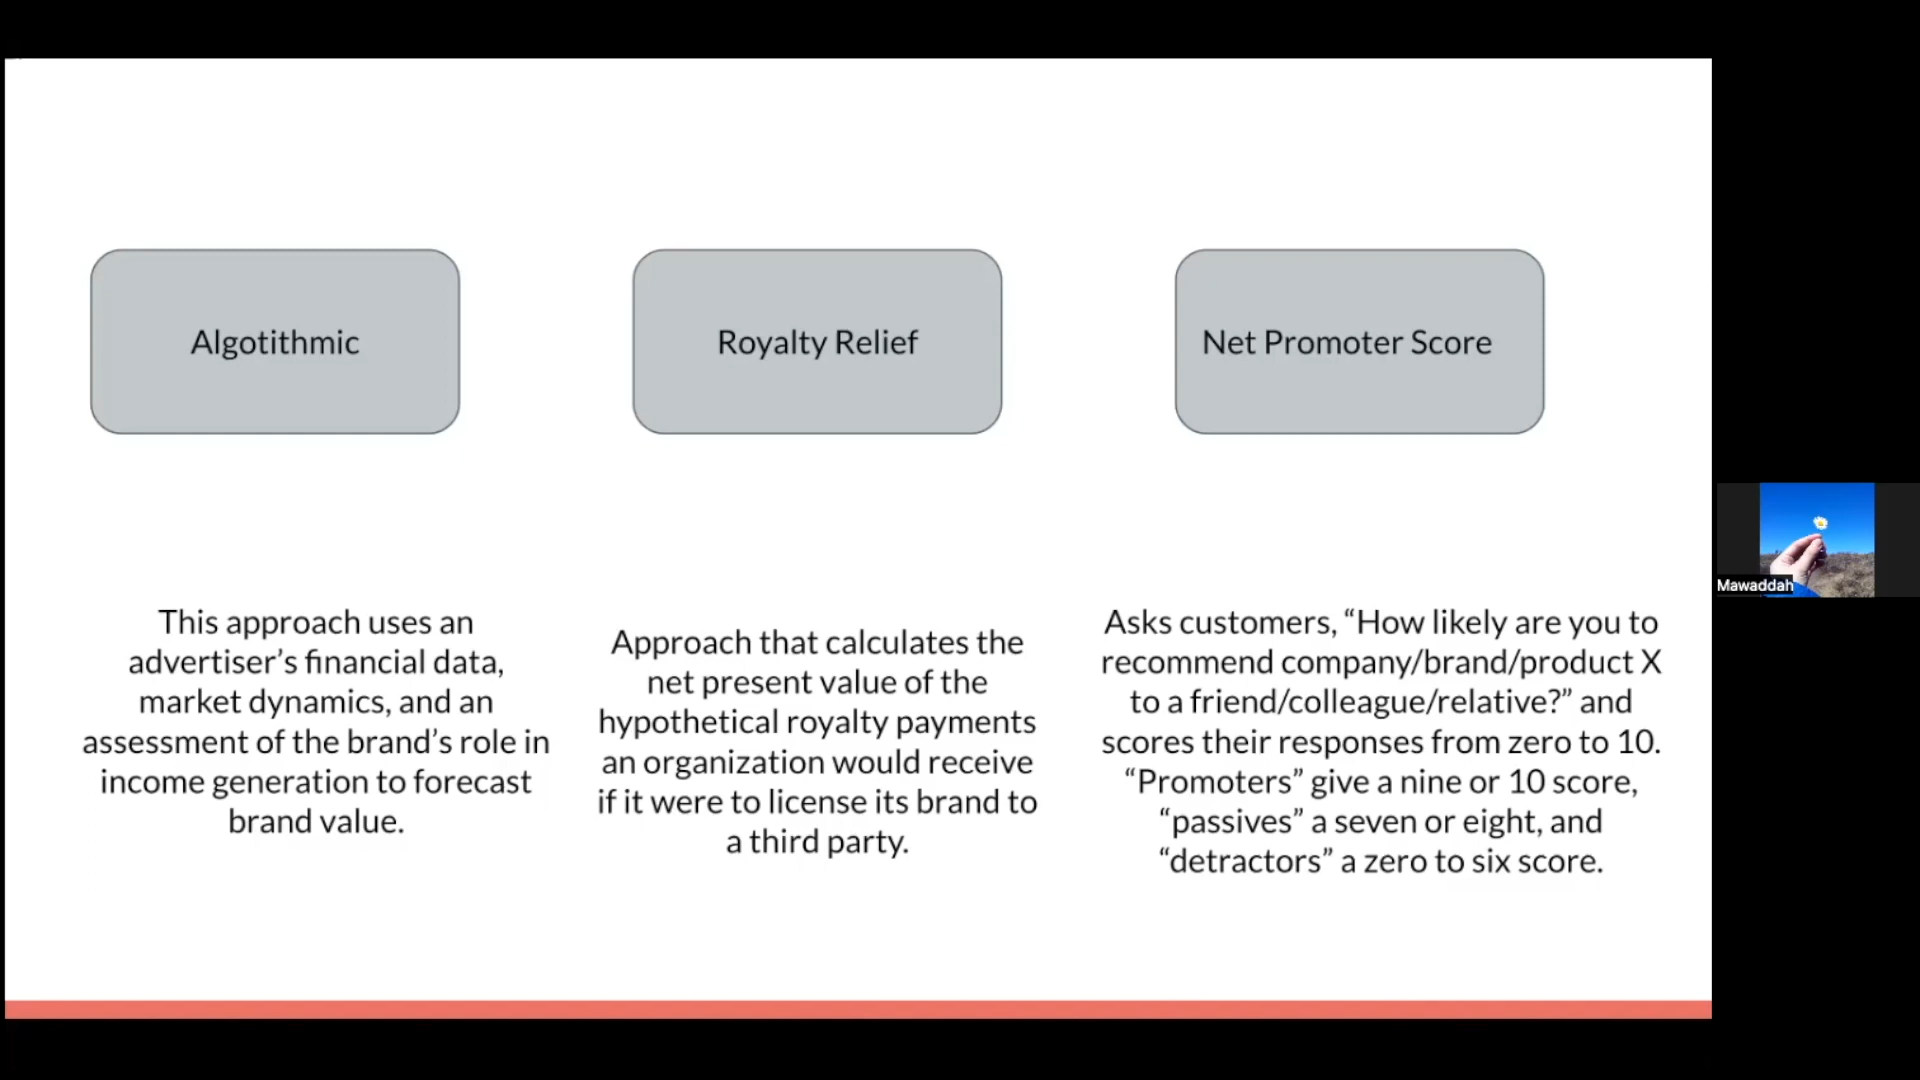 Algotithmic
Royalty Relief
Net Promoter Score
This approach uses an
advertiser’s financial data,
market dynamics, and an
assessment of the brand’s role in
income generation to forecast
brand value.
Approach that calculates the
net present value of the
hypothetical royalty payments
an organization would receive
if it were to license its brand to
a third party.
Asks customers, “How likely are you to
recommend company/brand/product X
to a friend/colleague/relative?” and
scores their responses from zero to 10.
“Promoters” give a nine or 10 score,
“passives” a seven or eight, and
“detractors” a zero to six score.
Mawaddah